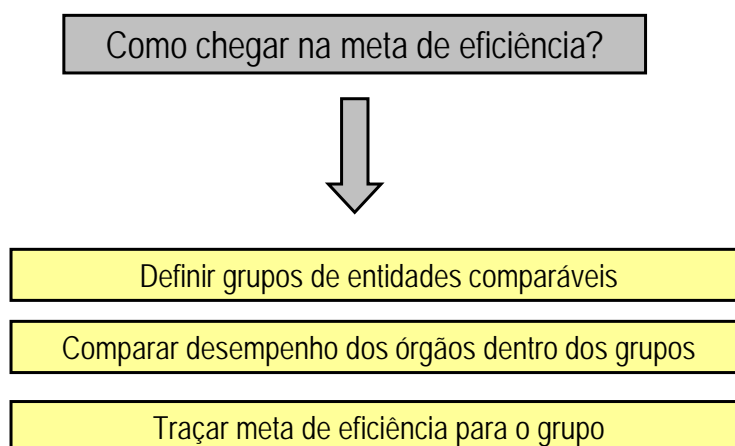 Como chegar na meta de eficiência?
Definir grupos de entidades comparáveis
Comparar desempenho dos órgãos dentro dos grupos
Traçar meta de eficiência para o grupo